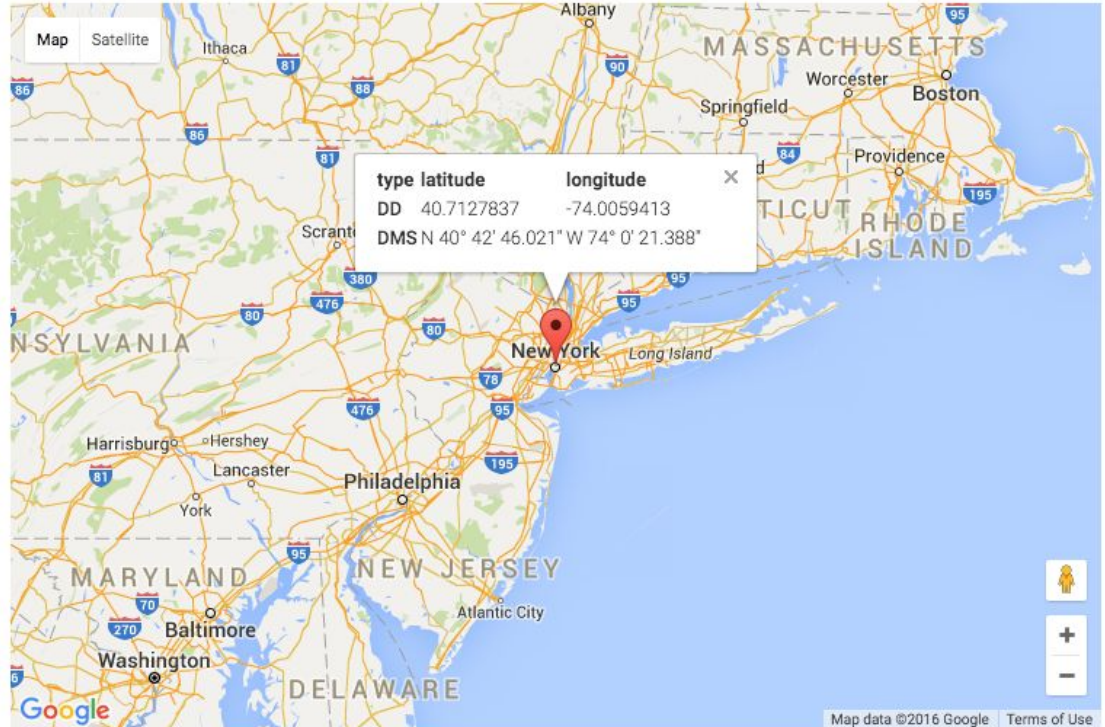 Albany
95
Map Satellite
Ithaca
81
90
MASSACHUSETTS
86
88
Worcester
Boston
Springfield
86
81
84
Providence
195
type latitude longitude ×
DD 40.7127837 -74.0059413
DMS N 40° 42' 46.021" W 74° 0' 21.388"
d
TICUT
RHODE
ISLAND
Scrant
380
95
476
95
80
80
NSYLVANIA
New York
Long Island
78
476
95
Harrisburg
Hershey
195
81
Lancaster
Philadelphia
York
95
MARYLAND
NEW JERSEY
70
Atlantic City
270
Baltimore
+
Washington
−
DELAWARE
Google
Map data ©2016 Google
Terms of Use